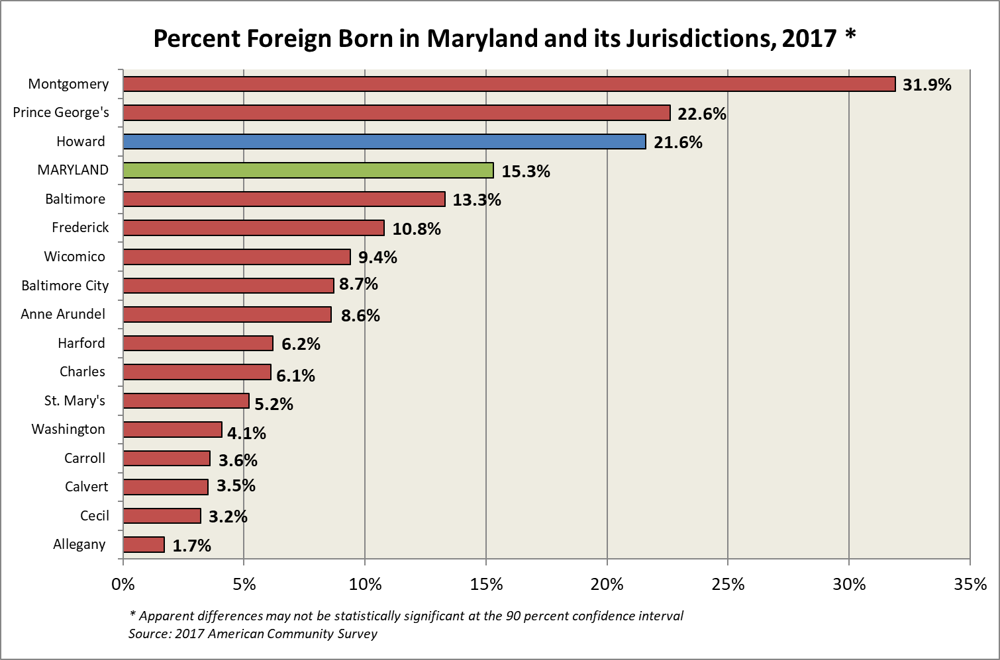 Percent Foreign Born in Maryland and its Jurisdictions, 2017 *
Montgomery 31.9%
Prince George's 22.6%
Howard 21.6%
MARYLAND 15.3%
Baltimore 13.3%
Frederick 10.8%
Wicomico 9.4%
Baltimore City 8.7%
Anne Arundel 8.6%
Harford 6.2%
Charles 6.1%
St. Mary's 5.2%
Washington 4.1%
Carroll 3.6%
Calvert 3.5%
Cecil 3.2%
Allegany 1.7%
0% 5% 10% 15% 20% 25% 30% 35%
* Apparent differences may not be statistically significant at the 90 percent confidence interval
Source: 2017 American Community Survey